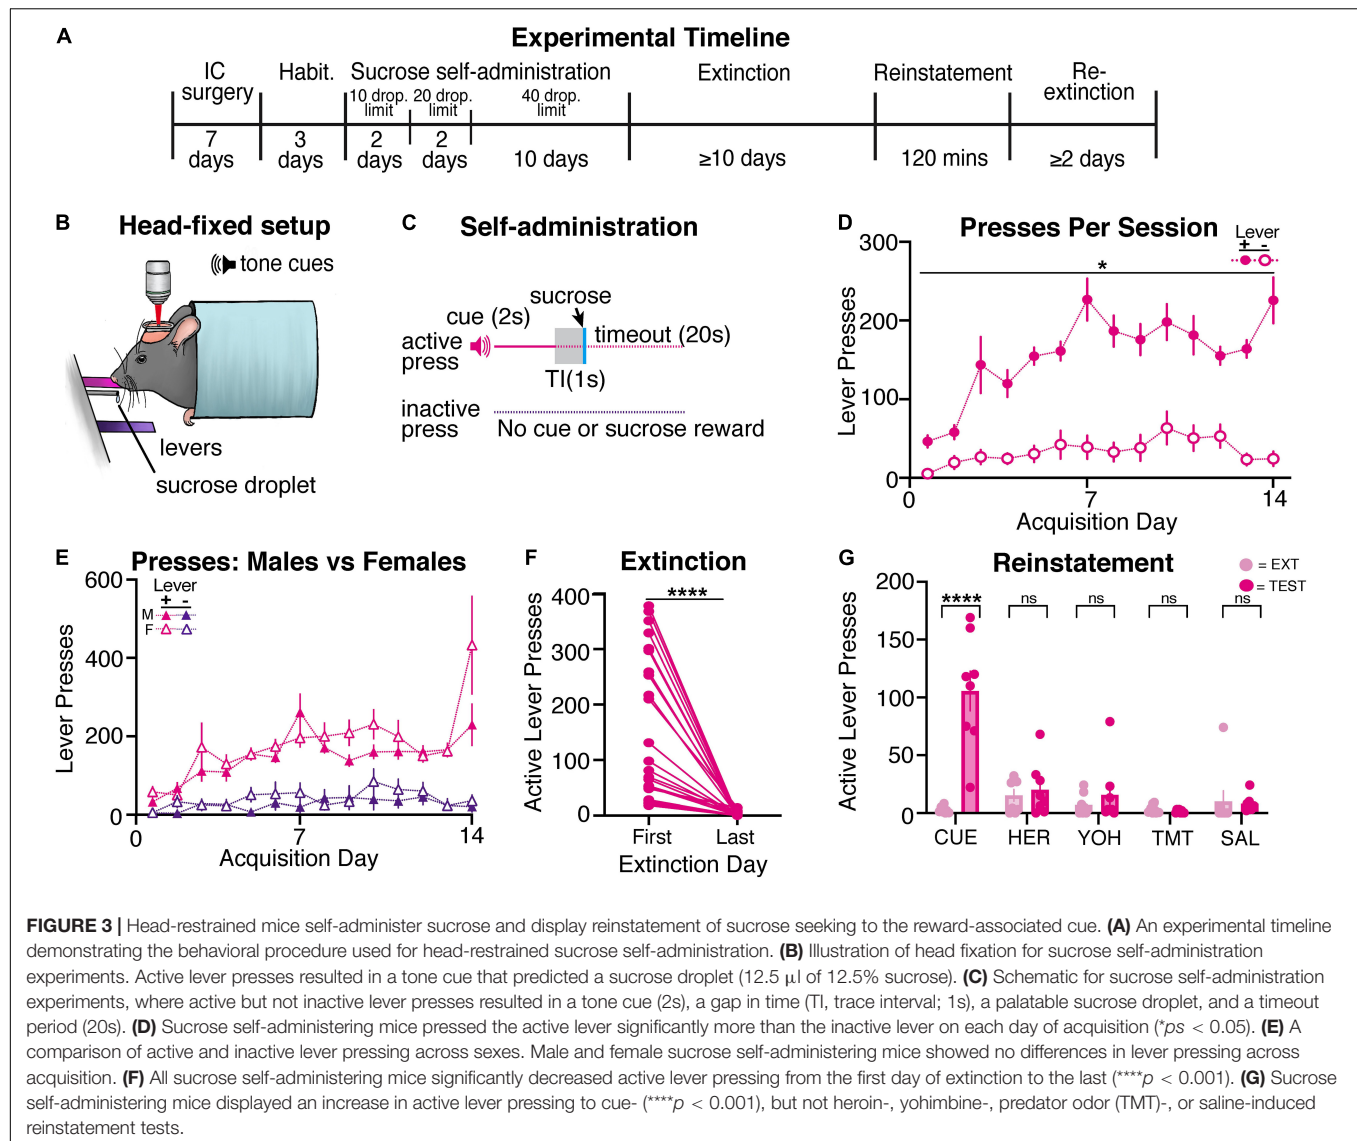 A
Experimental Timeline
IC surgery
Habit.
Sucrose self-administration
10 drop. limit
20 drop. limit
40 drop. limit
Extinction
Reinstatement
Re-extinction
7 days
3 days
2 days
2 days
10 days
≥10 days
120 mins
≥2 days
B
Head-fixed setup
tone cues
levers
sucrose droplet
C
Self-administration
sucrose
cue (2s)
timeout (20s)
active press
TI(1s)
inactive press
No cue or sucrose reward
D
Presses Per Session
Lever
+ -
*
300
200
100
0
Lever Presses
0 7 14
Acquisition Day
E
Presses: Males vs Females
Lever
+ -
M
F
600
400
200
0
Lever Presses
0 7 14
Acquisition Day
F
Extinction
****
400
300
200
100
0
Active Lever Presses
First Last
Extinction Day
G
Reinstatement
= EXT
= TEST
200
150
100
50
0
Active Lever Presses
**** ns ns ns ns
CUE HER YOH TMT SAL
FIGURE 3 | Head-restrained mice self-administer sucrose and display reinstatement of sucrose seeking to the reward-associated cue. (A) An experimental timeline
demonstrating the behavioral procedure used for head-restrained sucrose self-administration. (B) Illustration of head fixation for sucrose self-administration
experiments. Active lever presses resulted in a tone cue that predicted a sucrose droplet (12.5 μl of 12.5% sucrose). (C) Schematic for sucrose self-administration
experiments, where active but not inactive lever presses resulted in a tone cue (2s), a gap in time (TI, trace interval; 1s), a palatable sucrose droplet, and a timeout
period (20s). (D) Sucrose self-administering mice pressed the active lever significantly more than the inactive lever on each day of acquisition (*ps < 0.05). (E) A
comparison of active and inactive lever pressing across sexes. Male and female sucrose self-administering mice showed no differences in lever pressing across
acquisition. (F) All sucrose self-administering mice significantly decreased active lever pressing from the first day of extinction to the last (****p < 0.001). (G) Sucrose
self-administering mice displayed an increase in active lever pressing to cue- (****p < 0.001), but not heroin-, yohimbine-, predator odor (TMT)-, or saline-induced
reinstatement tests.